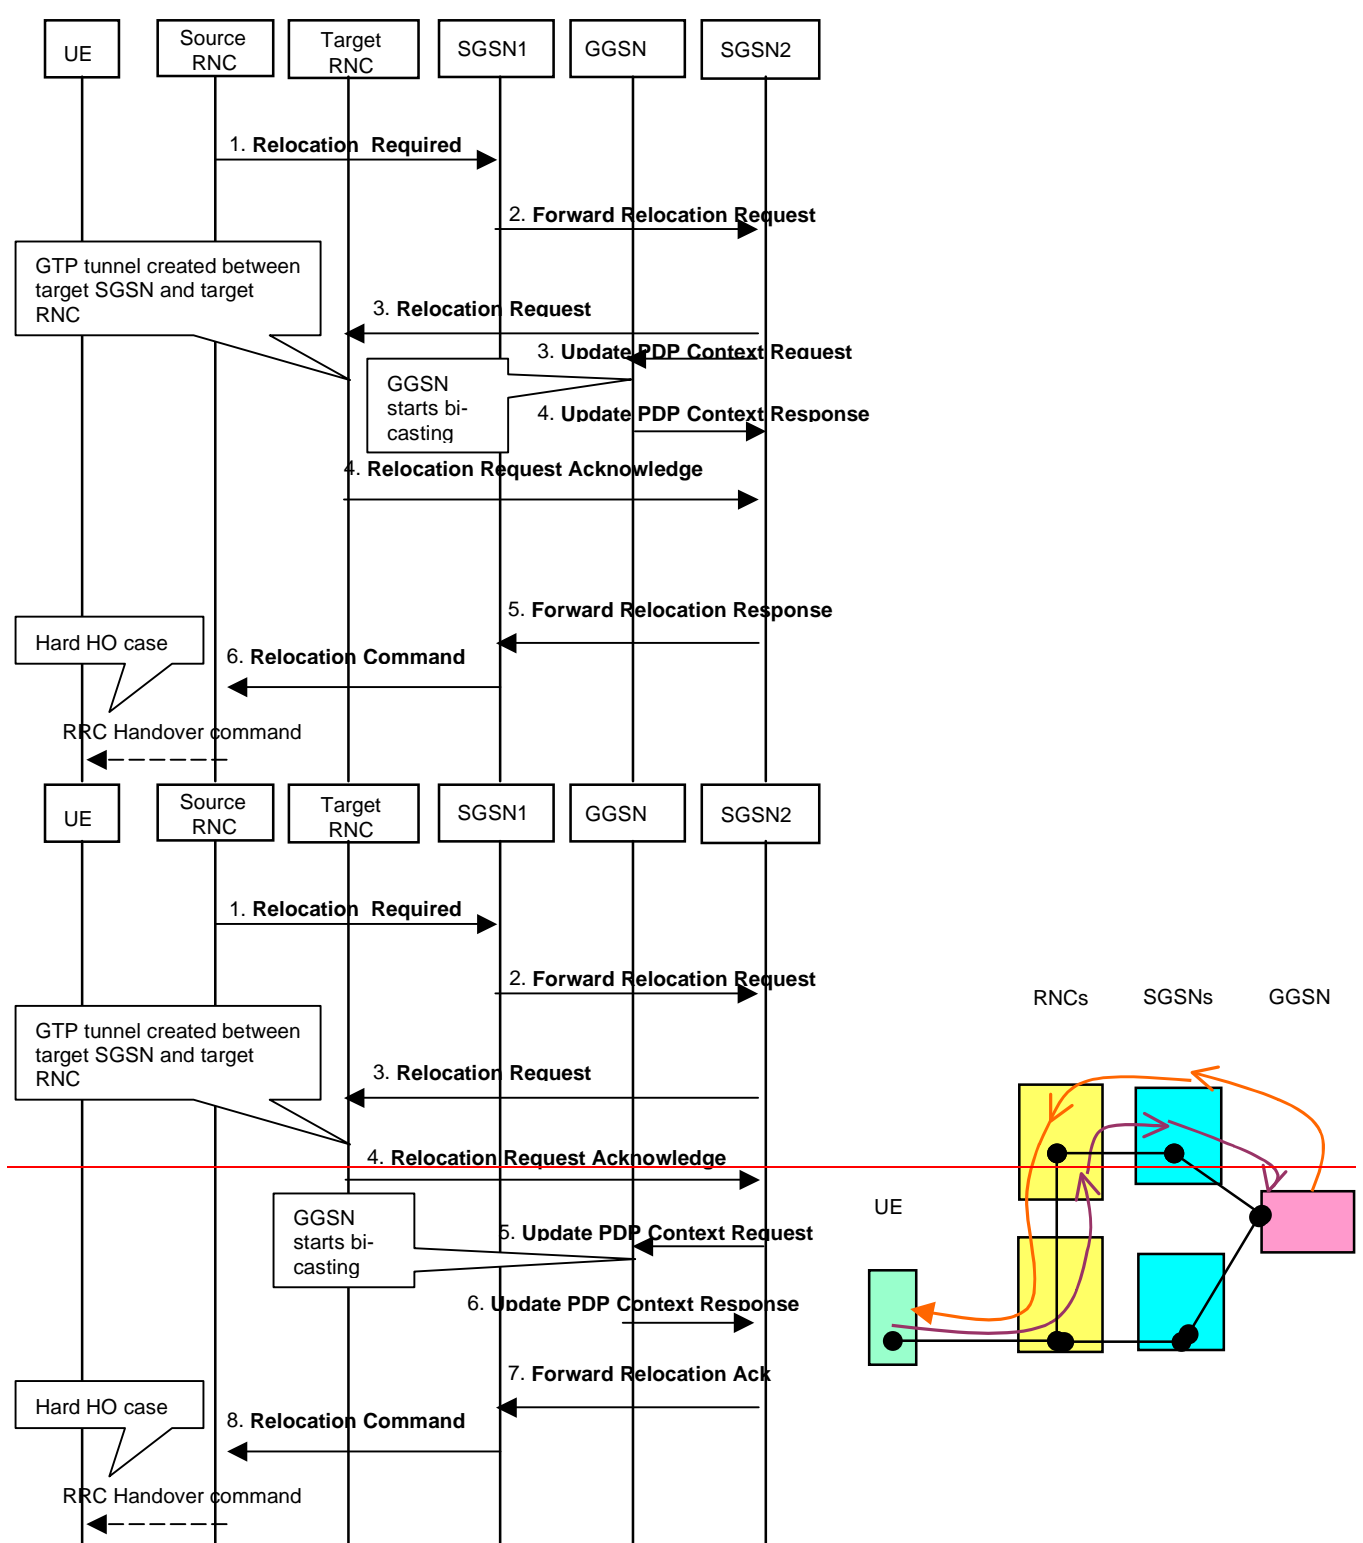 UE
Source
RNC
Target
RNC
SGSN1
GGSN
SGSN2
1. Relocation  Required
2. Forward Relocation Request
GTP tunnel created between
target SGSN and target
RNC
3. Relocation Request
3. Update PDP Context Request
GGSN
starts bi-
casting
4. Update PDP Context Response
4. Relocation Request Acknowledge
5. Forward Relocation Response
Hard HO case
6. Relocation Command
RRC Handover command
UE
Source
RNC
Target
RNC
SGSN1
GGSN
SGSN2
1. Relocation  Required
2. Forward Relocation Request
GTP tunnel created between
target SGSN and target
RNC
3. Relocation Request
4. Relocation Request Acknowledge
GGSN
starts bi-
casting
5. Update PDP Context Request
6. Update PDP Context Response
7. Forward Relocation Ack
Hard HO case
8. Relocation Command
RRC Handover command
RNCs
SGSNs
GGSN
UE